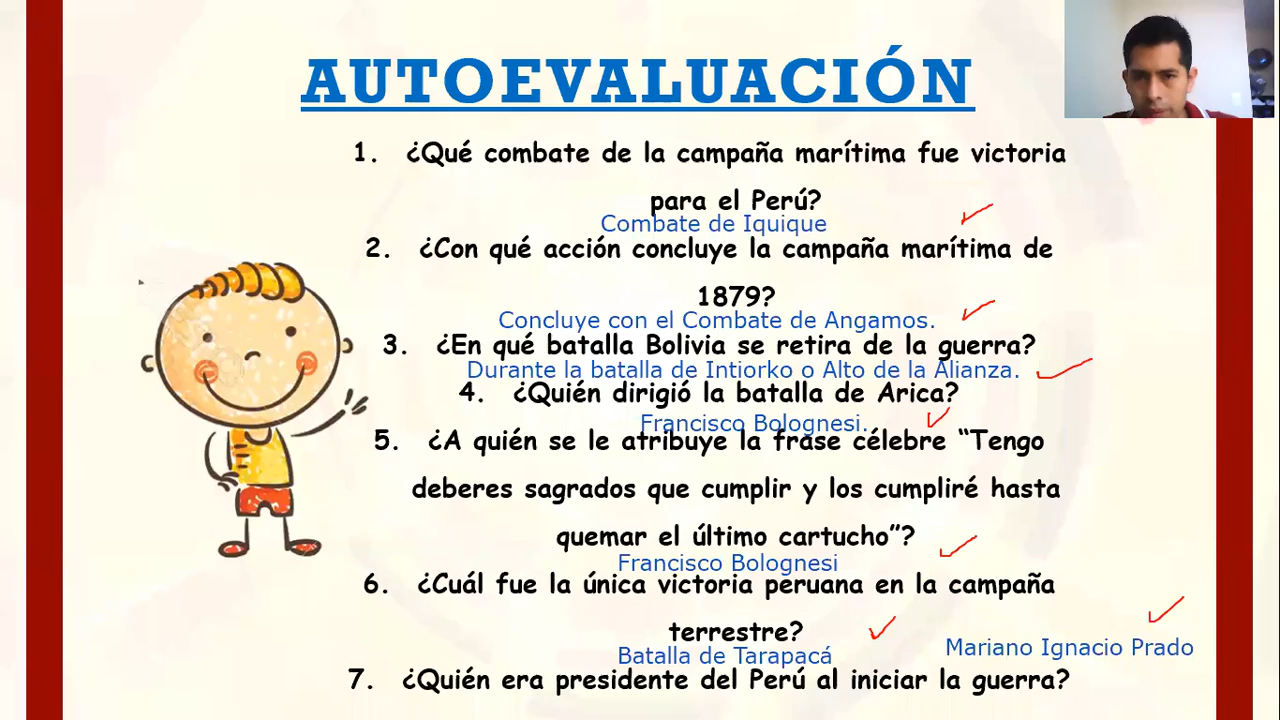 AUTOEVALUACIÓN
1. ¿Qué combate de la campaña marítima fue victoria
para el Perú?
Combate de Iquique
2. ¿Con qué acción concluye la campaña marítima de
1879?
Concluye con el Combate de Angamos.
3. ¿En qué batalla Bolivia se retira de la guerra?
Durante la batalla de Intiorko o Alto de la Alianza.
4. ¿Quién dirigió la batalla de Arica?
Francisco Bolognesi.
5. ¿A quién se le atribuye la frase célebre “Tengo
deberes sagrados que cumplir y los cumpliré hasta
quemar el último cartucho”?
Francisco Bolognesi
6. ¿Cuál fue la única victoria peruana en la campaña
terrestre?
Batalla de Tarapacá
Mariano Ignacio Prado
7. ¿Quién era presidente del Perú al iniciar la guerra?